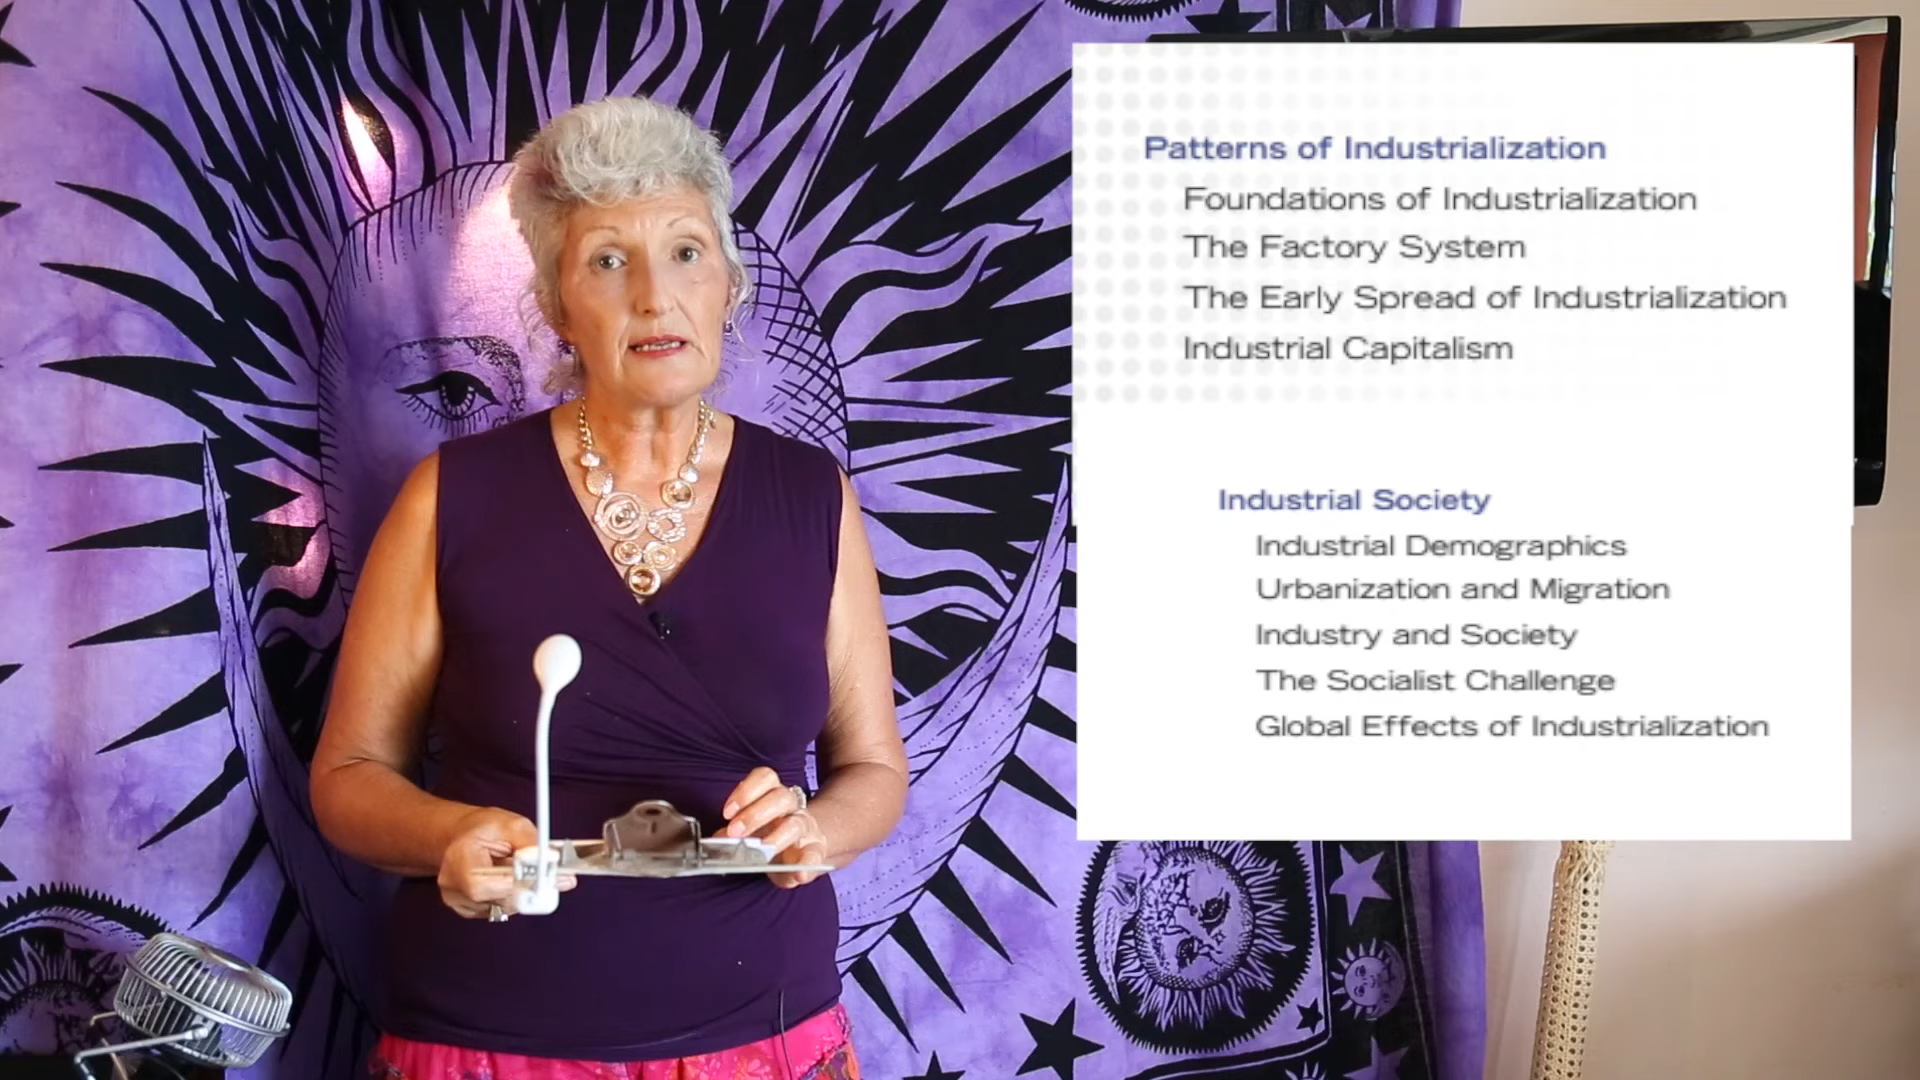 Patterns of Industrialization
Foundations of Industrialization
The Factory System
The Early Spread of Industrialization
Industrial Capitalism
Industrial Society
Industrial Demographics
Urbanization and Migration
Industry and Society
The Socialist Challenge
Global Effects of Industrialization